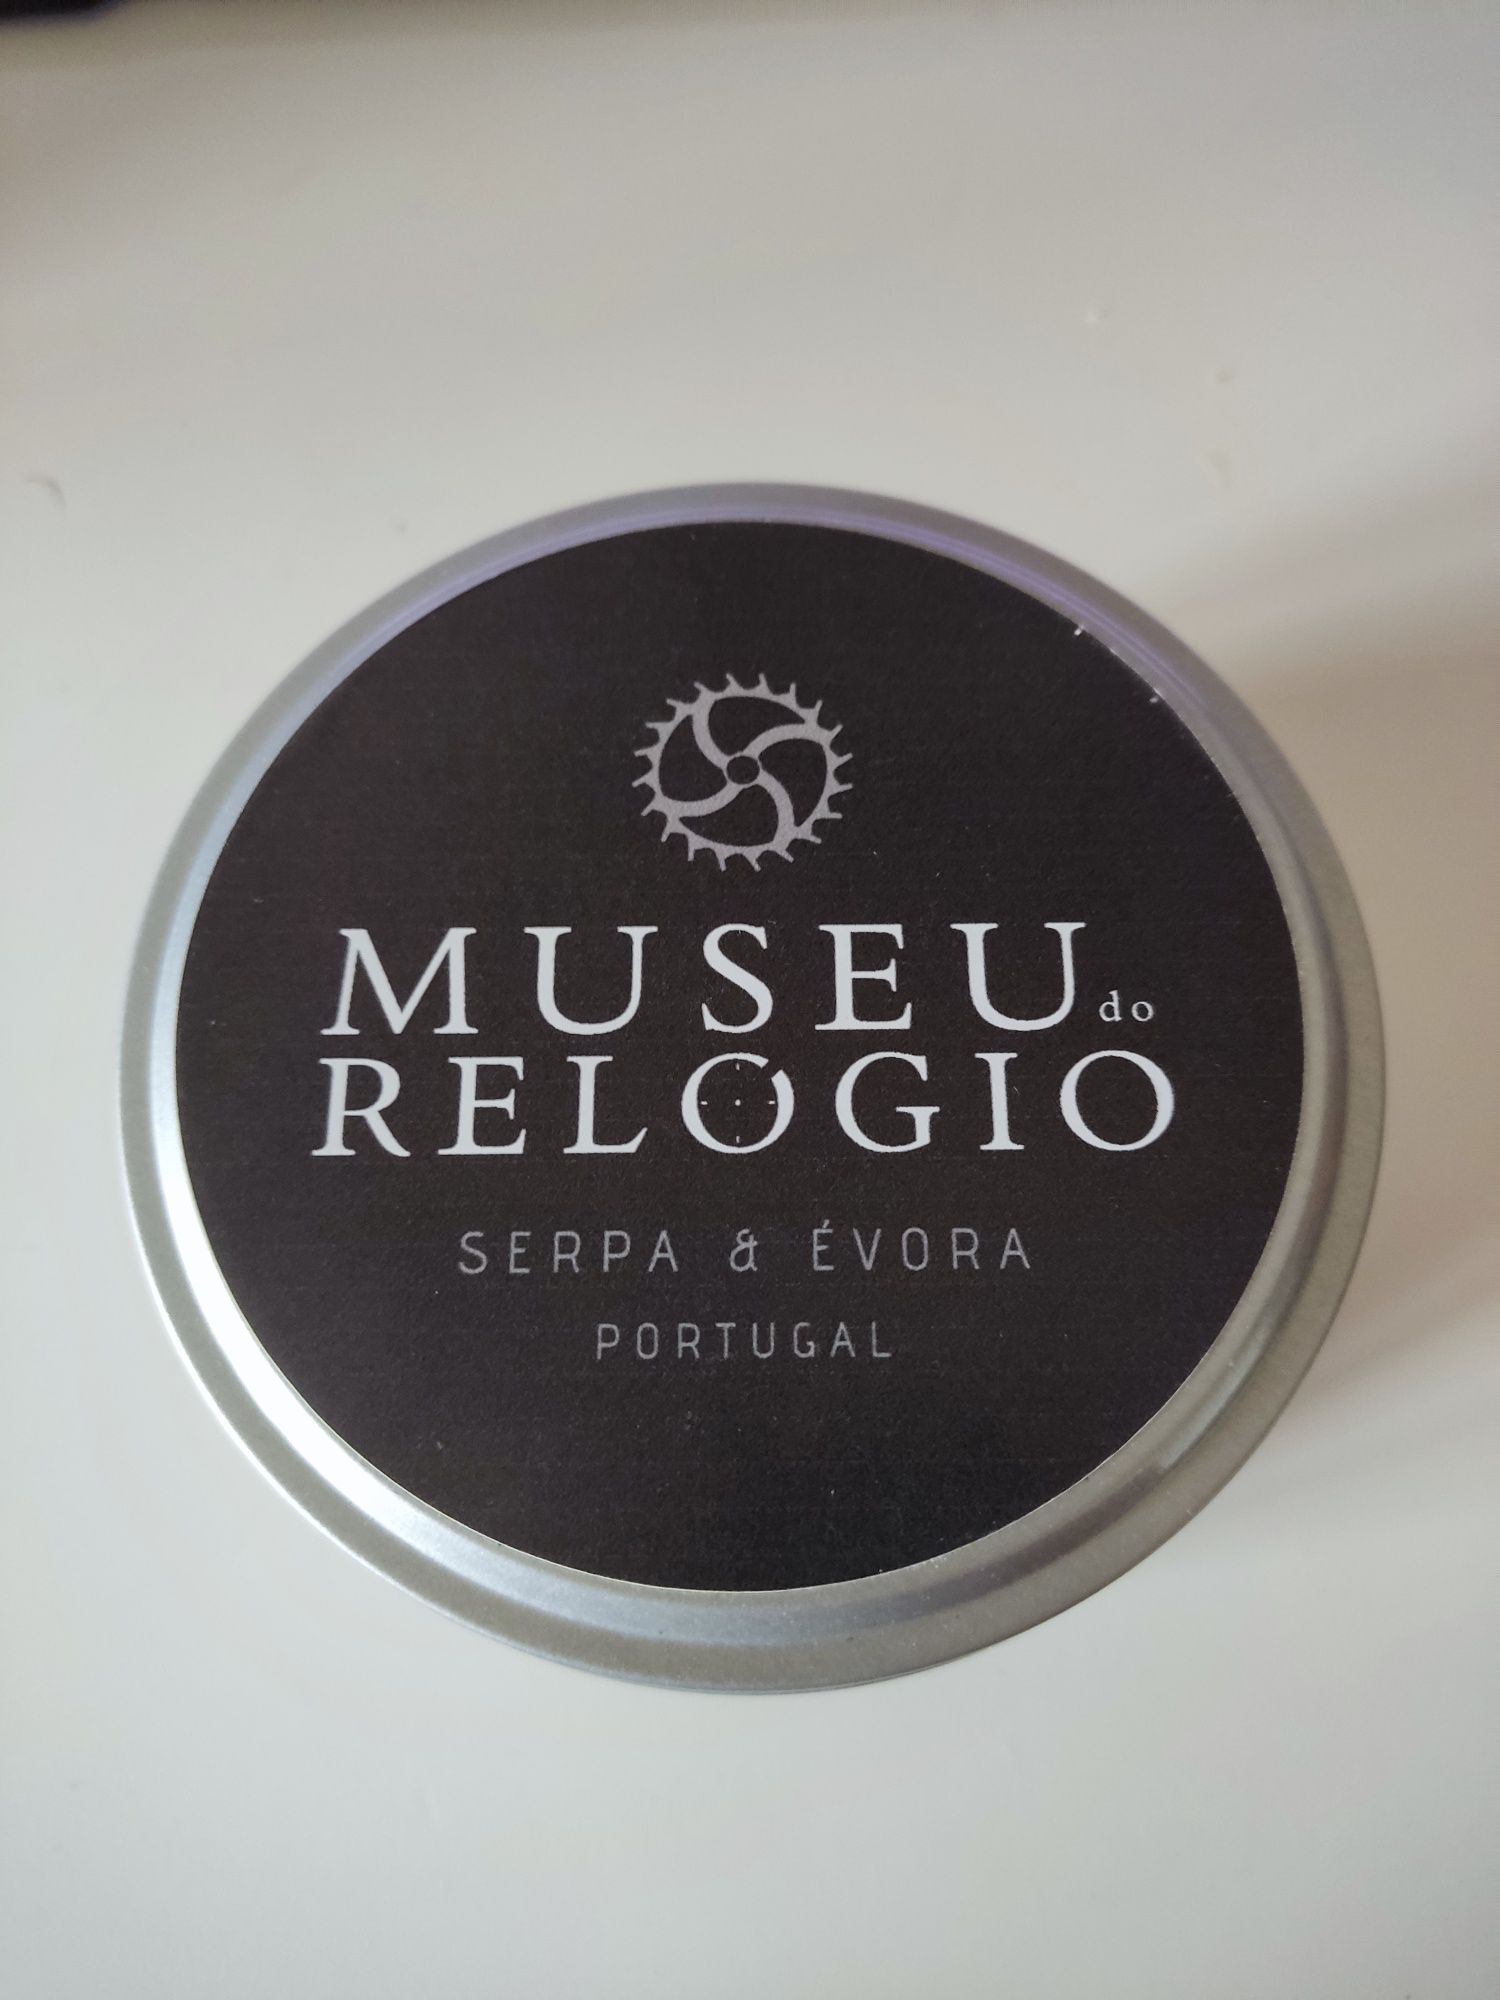 MUSEU do
RELÓGIO
SERPA & ÉVORA
PORTUGAL